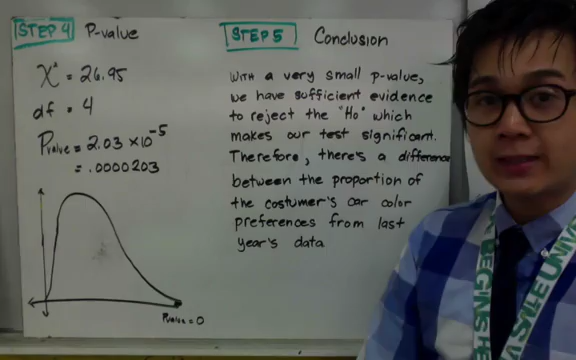 STEP 4 P-value
χ² = 26.95
df = 4
Pvalue = 2.03 ×10⁻⁵
= .0000203
Pvalue = 0
STEP 5 Conclusion
With a very small p-value,
we have sufficient evidence
to reject the "Ho" which
makes our test significant.
Therefore, there's a difference
between the proportion of
the costumer's car color
preferences from last
year's data
BEGINS HE